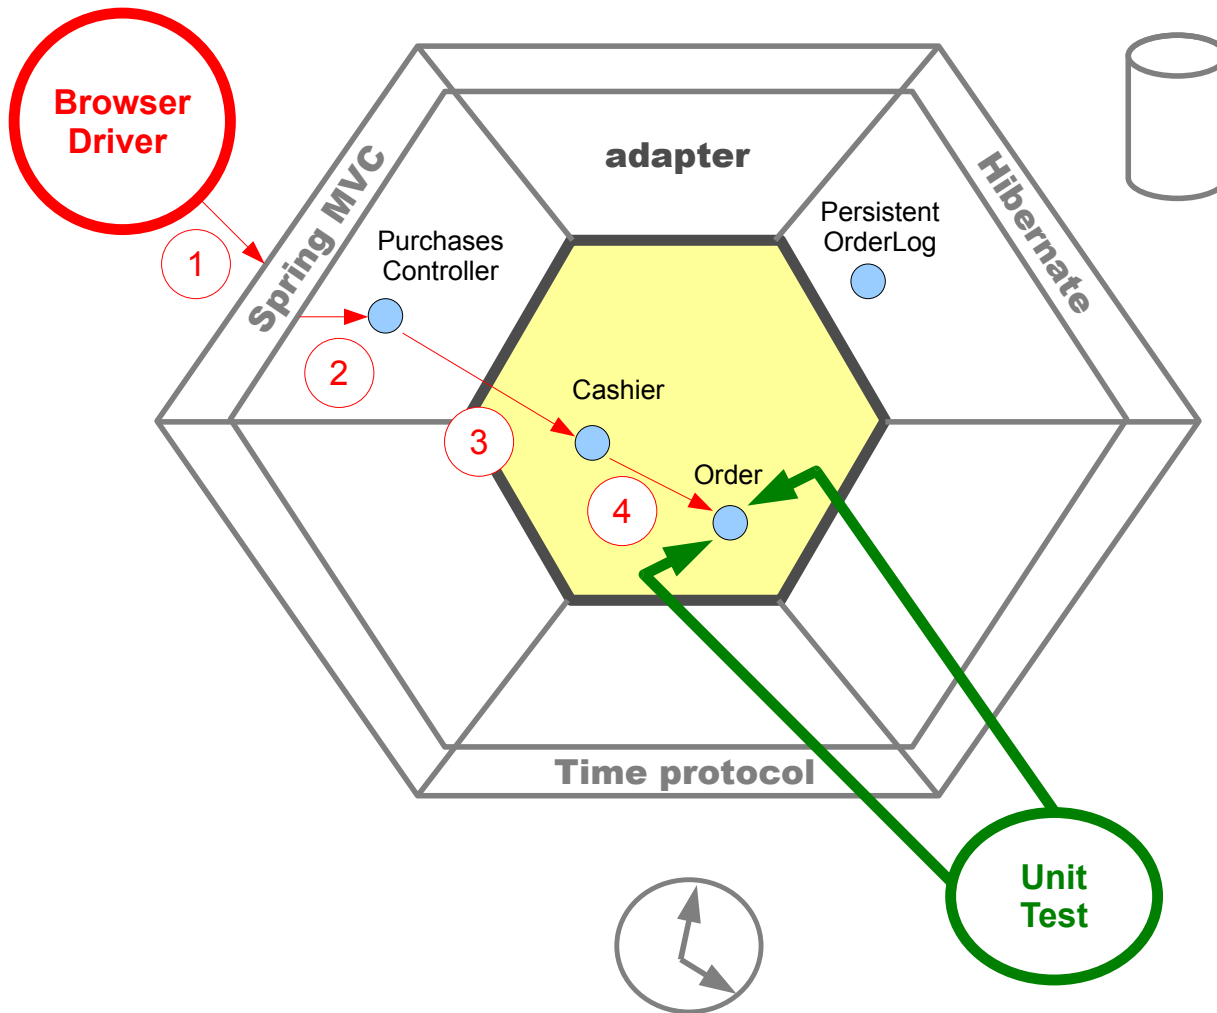 Browser
Driver
adapter
Spring MVC
Hibernate
Persistent
OrderLog
Purchases
Controller
1
2
Cashier
3
Order
4
Time protocol
Unit
Test